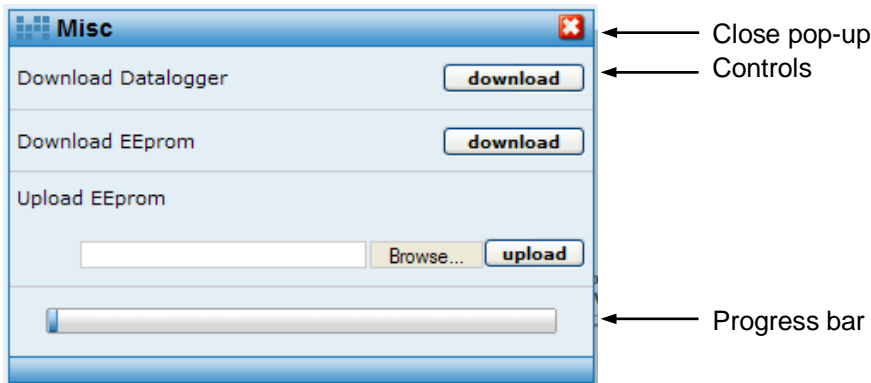 Misc
Close pop-up
Download Datalogger
download
Controls
Download EEprom
download
Upload EEprom
Browse...
upload
Progress bar